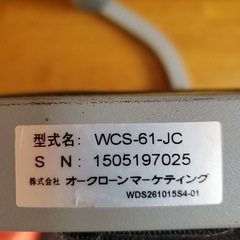 型式名: WCS-61-JC
S N: 1505197025
株式会社 オークローンマーケティング
WDS261015S4-01